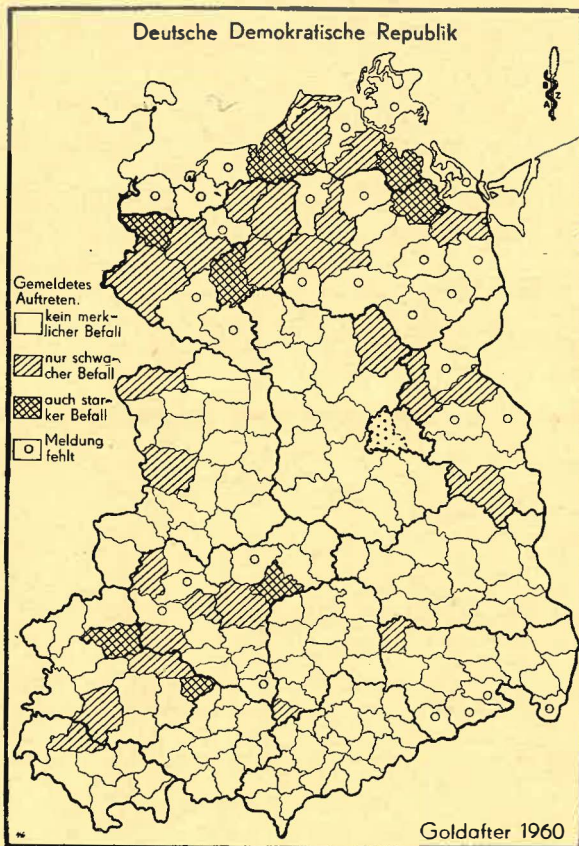 Deutsche Demokratische Republik
Gemeldetes
Auftreten.
kein merk-
licher Befall
nur schwa-
cher Befall
auch star-
ker Befall
Meldung
fehlt
Goldafter 1960